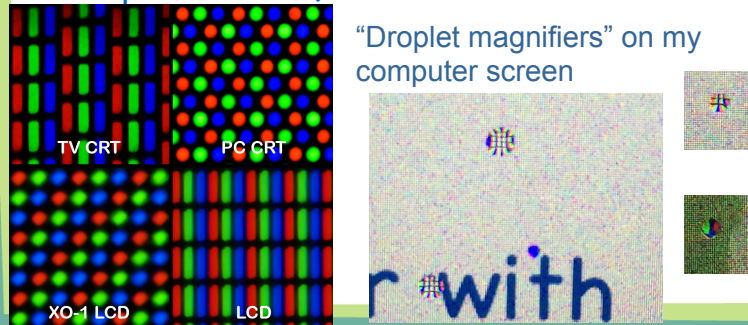 TV CRT
PC CRT
XO-1 LCD
LCD
“Droplet magnifiers” on my
computer screen
with